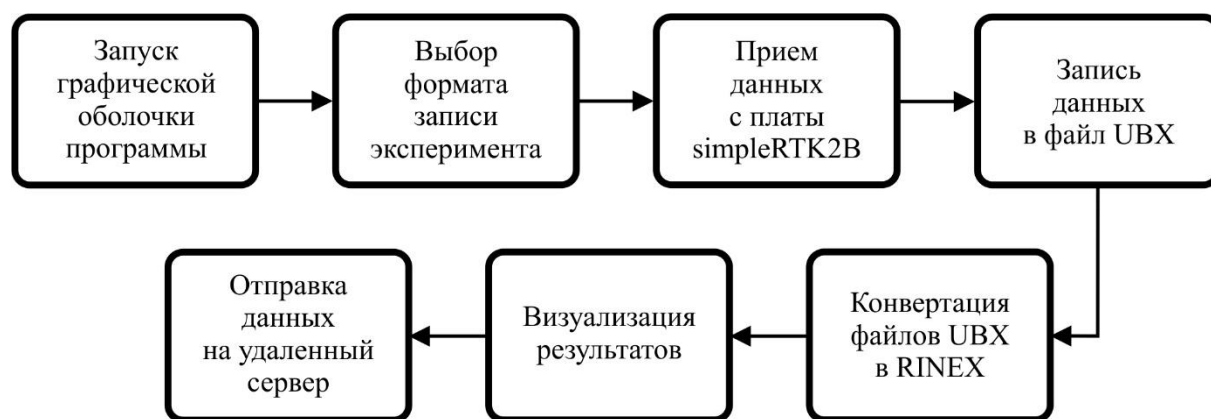 Запуск
графической
оболочки
программы
Выбор
формата
записи
эксперимента
Прием
данных
с платы
simpleRTK2B
Запись
данных
в файл UBX
Конвертация
файлов UBX
в RINEX
Визуализация
результатов
Отправка
данных
на удаленный
сервер